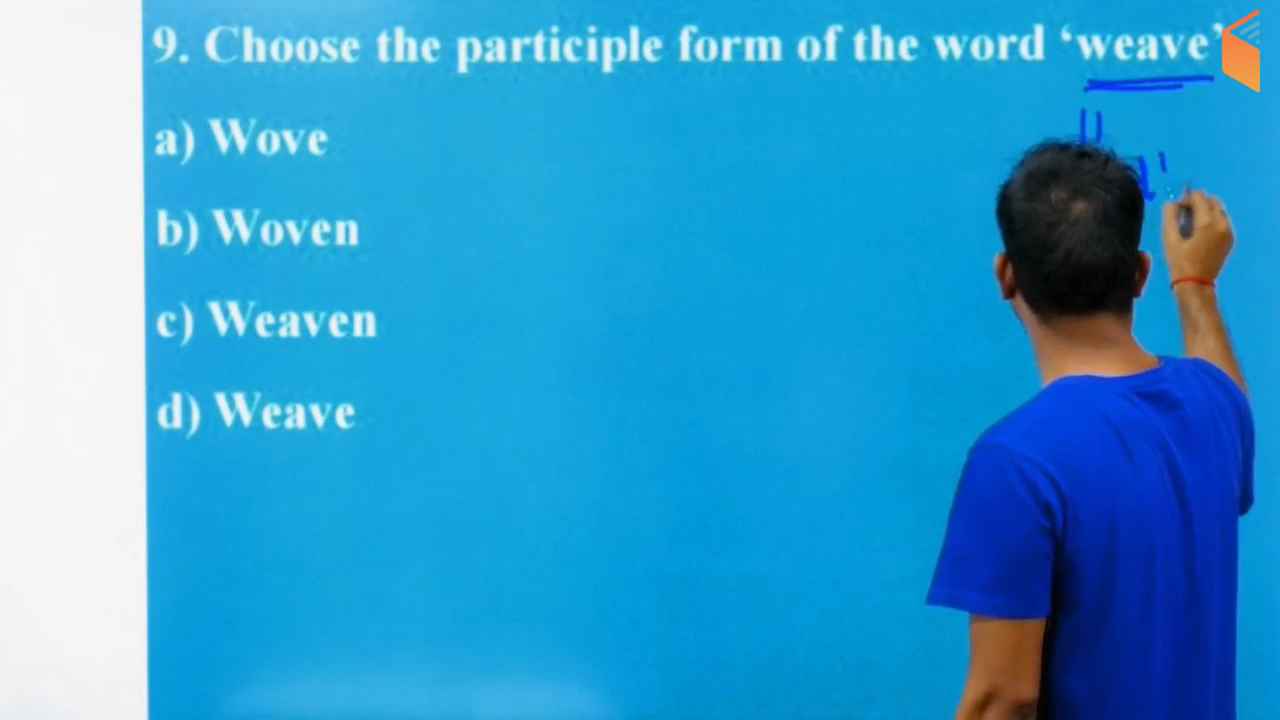 9. Choose the participle form of the word ‘weave’
a) Wove
b) Woven
c) Weaven
d) Weave